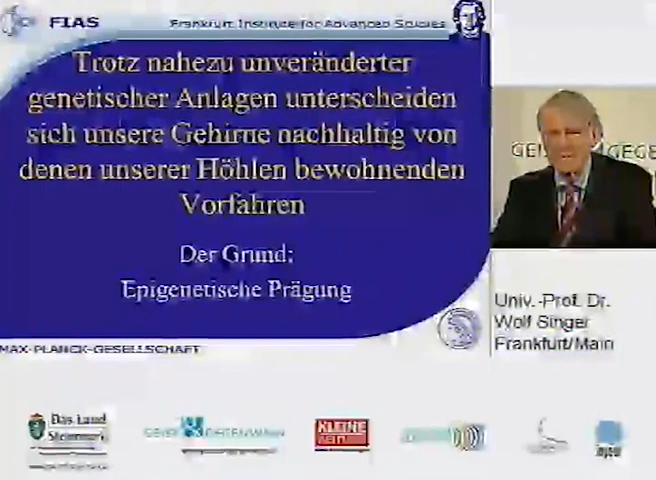 FIAS
Frankfurt Institute for Advanced Studies
Trotz nahezu unveränderter
genetischer Anlagen unterscheiden
sich unsere Gehirne nachhaltig von
denen unserer Höhlen bewohnenden
Vorfahren
Der Grund:
Epigenetische Prägung
MAX-PLANCK-GESELLSCHAFT
Univ.-Prof. Dr.
Wolf Singer
Frankfurt/Main
Das Land
Steiermark
KLEINE